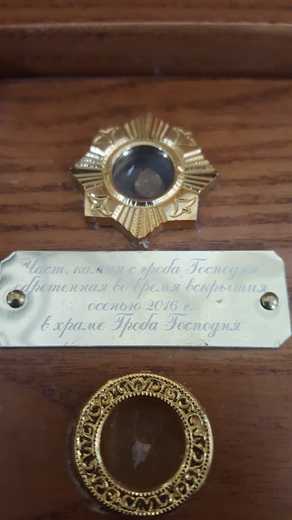 Част. камня с гроба Господня
обретенная во время вскрытия
осенью 2016 г.
в храме Гроба Господня